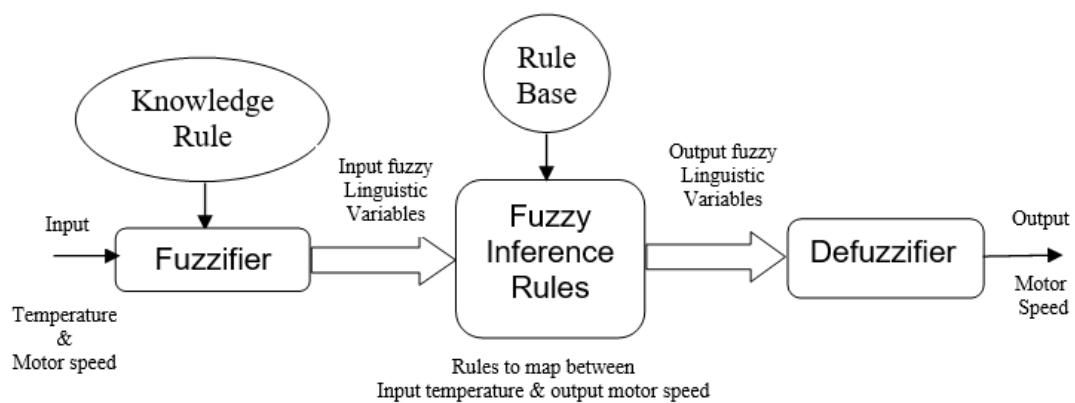 Knowledge
Rule
Rule
Base
Input fuzzy
Linguistic
Variables
Output fuzzy
Linguistic
Variables
Input
Fuzzifier
Fuzzy
Inference
Rules
Defuzzifier
Output
Temperature
&
Motor speed
Motor
Speed
Rules to map between
Input temperature & output motor speed